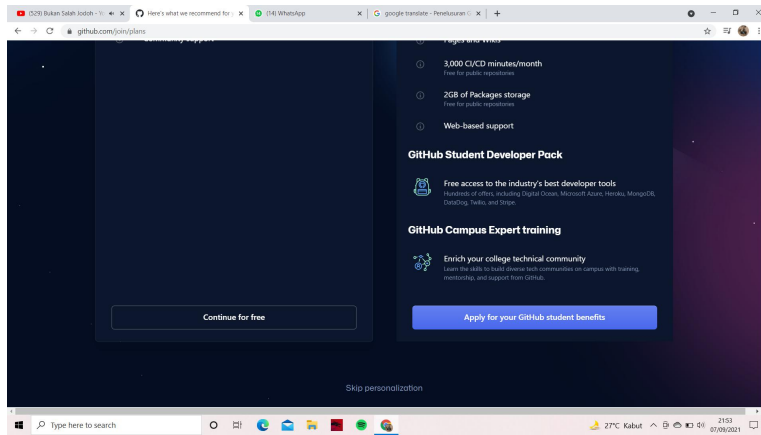 (529) Bukan Salah Jodoh - Yo
Here's what we recommend for y
(14) WhatsApp
google translate - Penelusuran G
github.com/join/plans
Community Support
Pages and Wikis
3,000 CI/CD minutes/month
Free for public repositories
2GB of Packages storage
Free for public repositories
Web-based support
GitHub Student Developer Pack
Free access to the industry's best developer tools
Hundreds of offers, including Digital Ocean, Microsoft Azure, Heroku, MongoDB,
DataDog, Twilio, and Stripe.
GitHub Campus Expert training
Enrich your college technical community
Learn the skills to build diverse tech communities on campus with training,
mentorship, and support from GitHub.
Continue for free
Apply for your GitHub student benefits
Skip personalization
Type here to search
27°C Kabut
21:53
07/09/2021